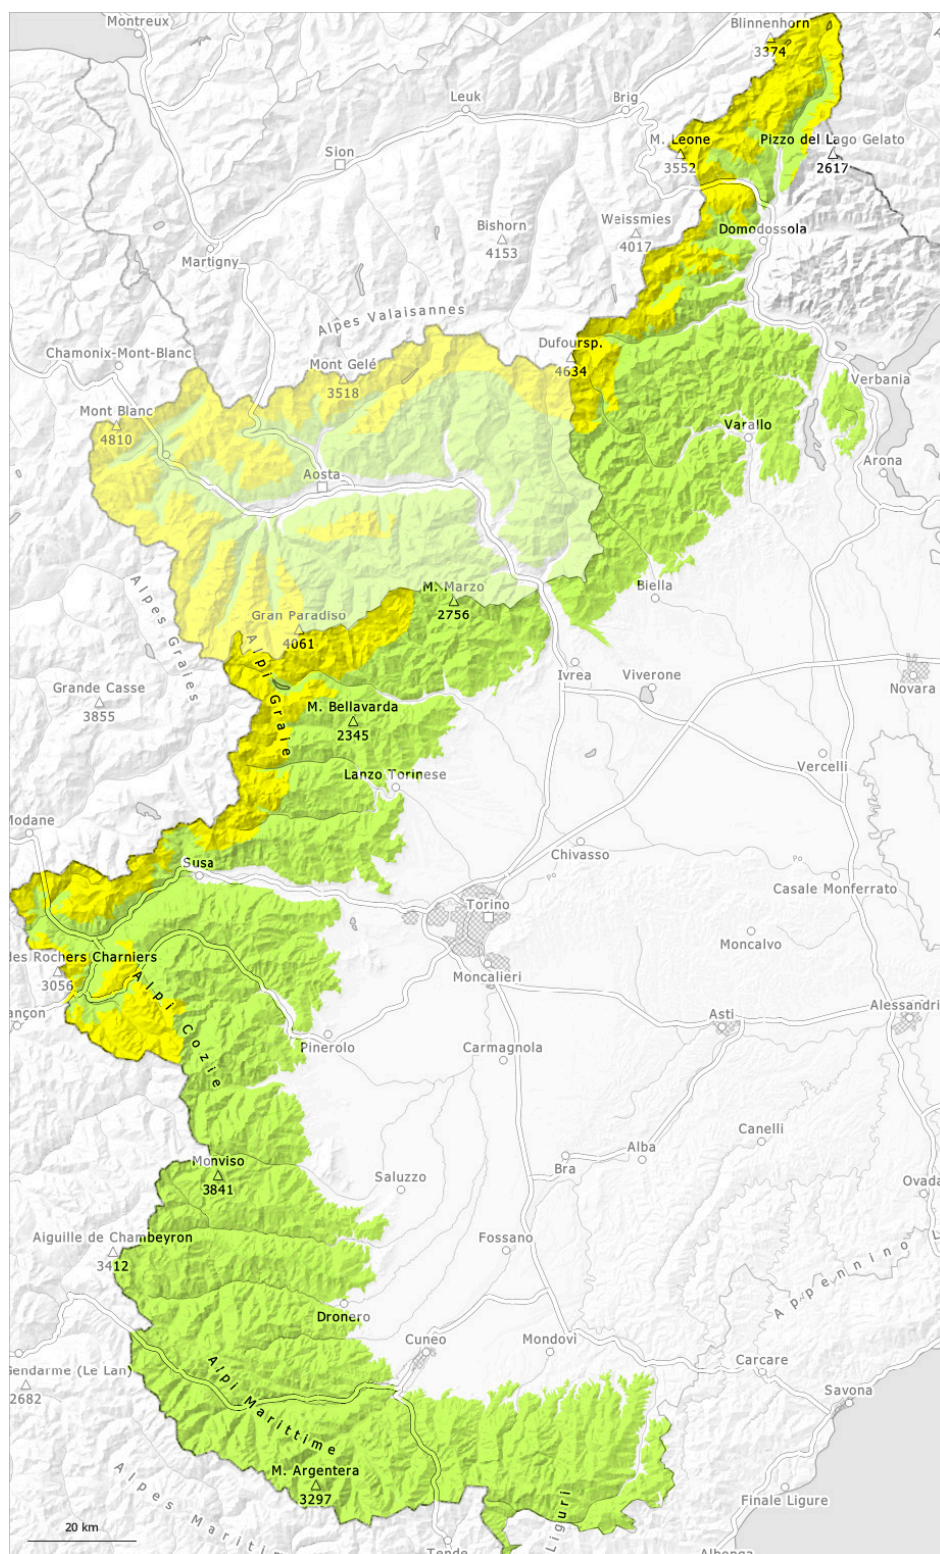 Montreux
Blinnenhorn
3374
Leuk
Brig
M. Leone
3552
Pizzo del Lago Gelato
2617
Sion
Bishorn
4153
Weissmies
4017
Domodossola
Martigny
Alpes Valaisannes
Chamonix-Mont-Blanc
Mont Gelé
3518
Dufoursp.
4634
Verbania
Mont Blanc
4810
Varallo
Arona
Aosta
Alpes Graies
M. Marzo
2756
Biella
Gran Paradiso
4061
Alpi Graie
Ivrea
Viverone
Novara
Grande Casse
3855
M. Bellavarda
2345
Lanzo Torinese
Vercelli
Modane
Chivasso
Po
Po
Susa
Casale Monferrato
Torino
Moncalvo
des Rochers Charniers
3056
Moncalieri
Alpi Cozie
ançon
Asti
Alessandri
Pinerolo
Carmagnola
Canelli
Alba
Bra
Monviso
3841
Saluzzo
Ovada
Aiguille de Chambeyron
3412
Fossano
Appennino L
Dronero
Cuneo
Mondovì
Gendarme (Le Lan)
2682
Alpi Marittime
Carcare
Savona
M. Argentera
3297
Alpes Mariti
Liguri
Finale Ligure
20 km
Tende
Albenga